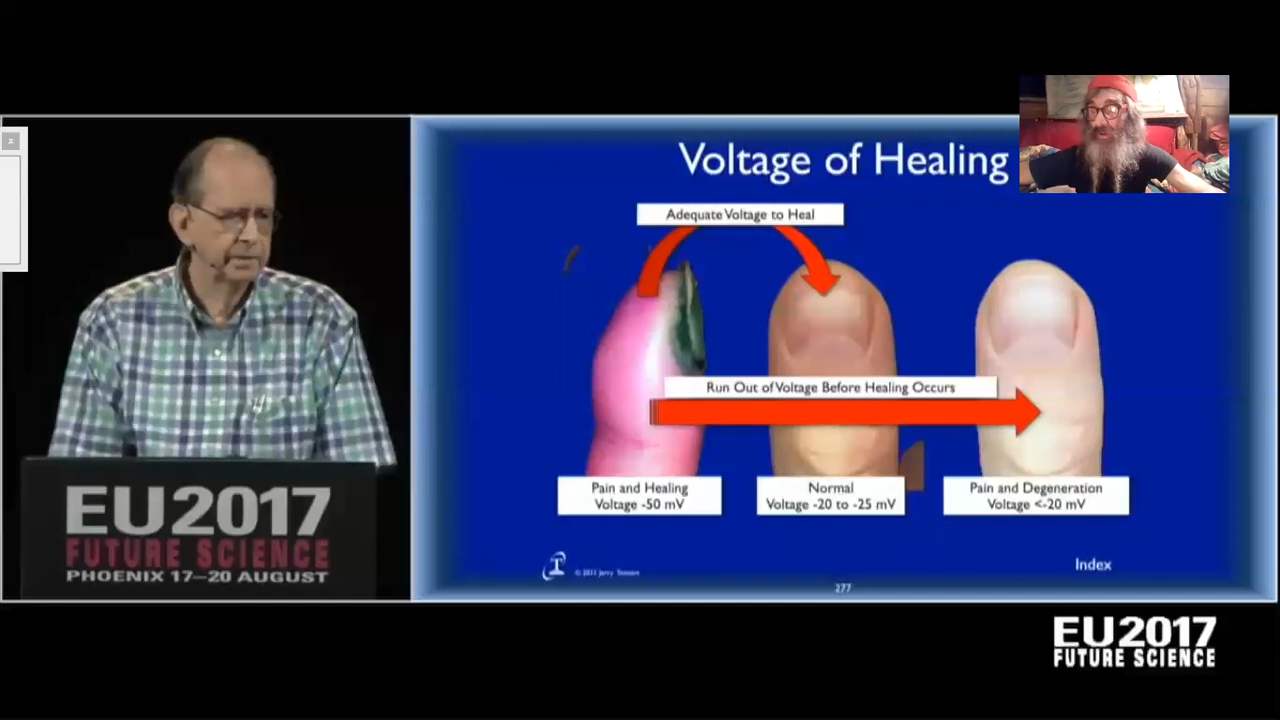 x
Voltage of Healing
Adequate Voltage to Heal
Run Out of Voltage Before Healing Occurs
Pain and Healing
Voltage -50 mV
Normal
Voltage -20 to -25 mV
Pain and Degeneration
Voltage <-20 mV
T
Index
277
EU2017
FUTURE SCIENCE
PHOENIX 17–20 AUGUST
EU2017
FUTURE SCIENCE